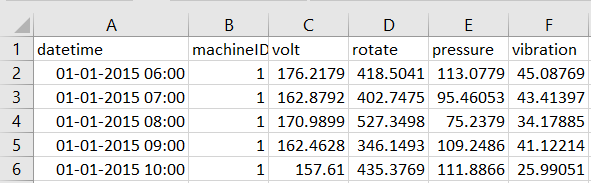 A B C D E F
1 datetime machineID volt rotate pressure vibration
2 01-01-2015 06:00 1 176.2179 418.5041 113.0779 45.08769
3 01-01-2015 07:00 1 162.8792 402.7475 95.46053 43.41397
4 01-01-2015 08:00 1 170.9899 527.3498 75.2379 34.17885
5 01-01-2015 09:00 1 162.4628 346.1493 109.2486 41.12214
6 01-01-2015 10:00 1 157.61 435.3769 111.8866 25.99051